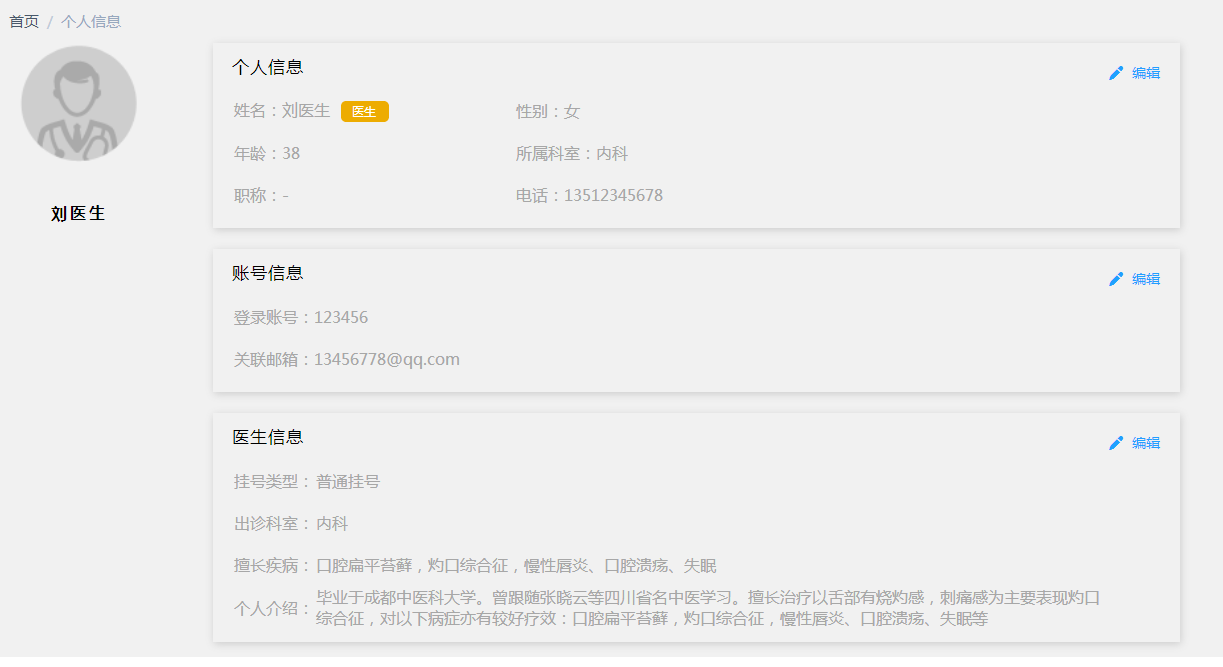 首页 / 个人信息
刘医生
个人信息
编辑
姓名：刘医生 医生
性别：女
年龄：38
所属科室：内科
职称：-
电话：13512345678
账号信息
编辑
登录账号：123456
关联邮箱：13456778@qq.com
医生信息
编辑
挂号类型：普通挂号
出诊科室：内科
擅长疾病：口腔扁平苔藓，灼口综合征，慢性唇炎、口腔溃疡、失眠
个人介绍：毕业于成都中医科大学。曾跟随张晓云等四川省名中医学习。擅长治疗以舌部有烧灼感，刺痛感为主要表现灼口
综合征，对以下病症亦有较好疗效：口腔扁平苔藓，灼口综合征，慢性唇炎、口腔溃疡、失眠等